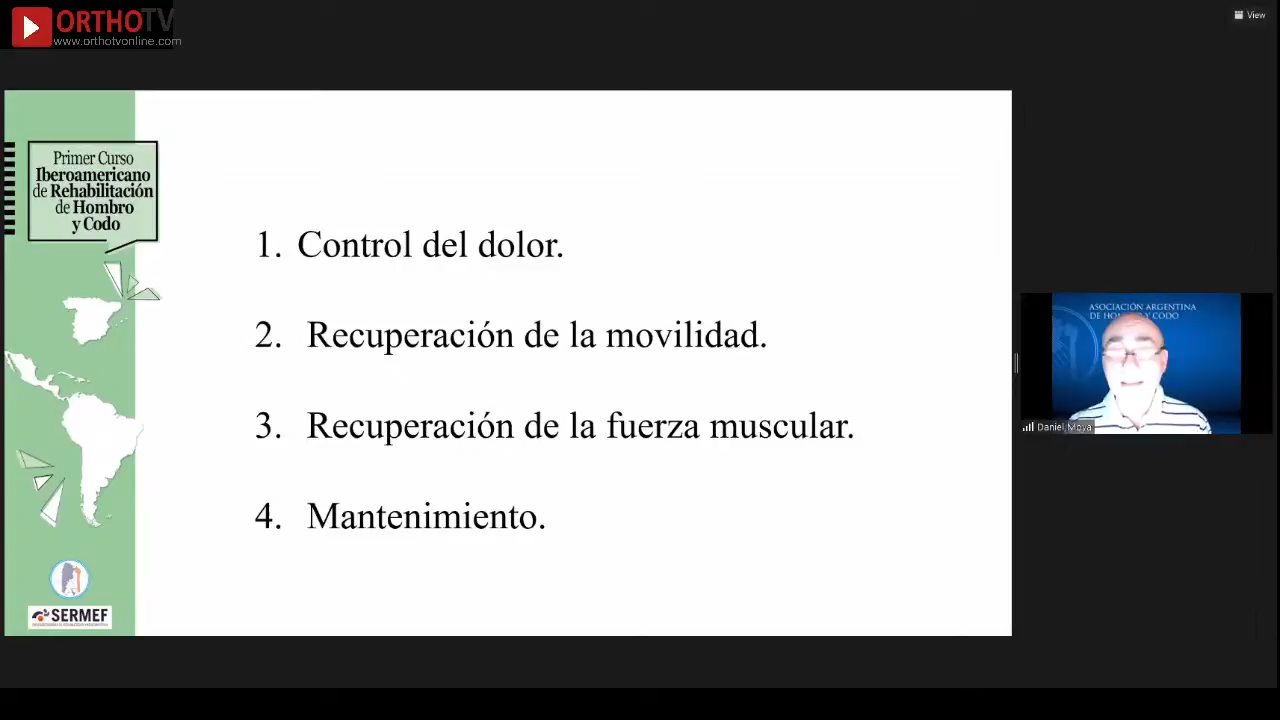 ORTHOTV
www.orthotvonline.com
View
Primer Curso
Iberoamericano
de Rehabilitación
de Hombro
y Codo
1. Control del dolor.
2. Recuperación de la movilidad.
3. Recuperación de la fuerza muscular.
4. Mantenimiento.
ASOCIACIÓN ARGENTINA
DE HOMBRO Y CODO
Daniel Moya
SERMEF